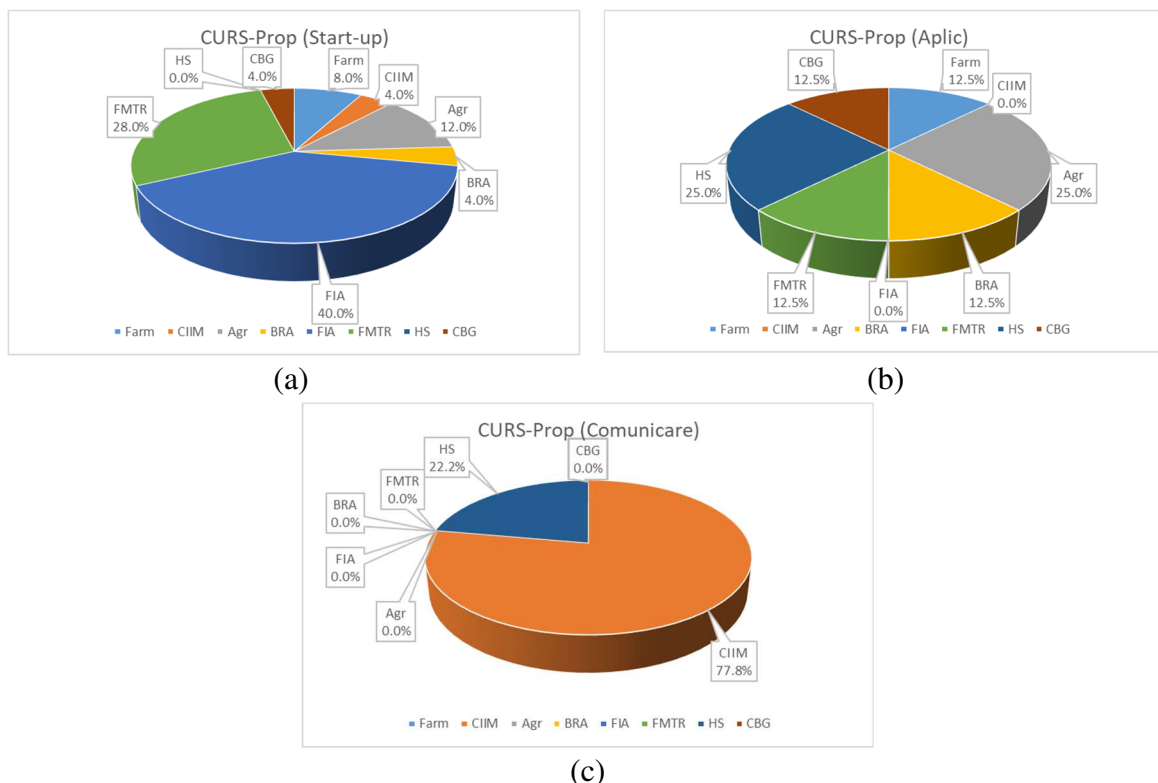 CURS-Prop (Start-up)
HS
0.0%
CBG
4.0%
Farm
8.0%
CIIM
4.0%
FMTR
28.0%
Agr
12.0%
BRA
4.0%
FIA
40.0%
Farm CIIM Agr BRA FIA FMTR HS CBG
(a)
CURS-Prop (Aplic)
CBG
12.5%
Farm
12.5%
CIIM
0.0%
HS
25.0%
Agr
25.0%
FMTR
12.5%
FIA
0.0%
BRA
12.5%
Farm CIIM Agr BRA FIA FMTR HS CBG
(b)
CURS-Prop (Comunicare)
HS
22.2%
CBG
0.0%
FMTR
0.0%
BRA
0.0%
FIA
0.0%
Agr
0.0%
CIIM
77.8%
Farm CIIM Agr BRA FIA FMTR HS CBG
(c)